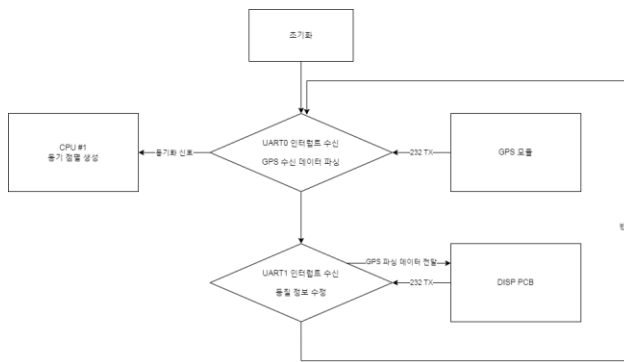 초기화
CPU #1
동기 점멸 생성
동기화 신호
UART0 인터럽트 수신
GPS 수신 데이터 파싱
232 TX
GPS 모듈
GPS 파싱 데이터 전달
UART1 인터럽트 수신
등질 정보 수정
232 TX
DISP PCB